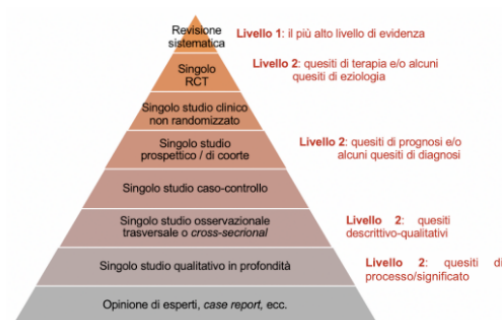 Revisione
sistematica
Livello 1: il più alto livello di evidenza
Singolo
RCT
Livello 2: quesiti di terapia e/o alcuni
quesiti di eziologia
Singolo studio clinico
non randomizzato
Singolo studio
prospettico / di coorte
Livello 2: quesiti di prognosi e/o
alcuni quesiti di diagnosi
Singolo studio caso-controllo
Singolo studio osservazionale
trasversale o cross-secrional
Livello 2: quesiti
descrittivo-qualitativi
Singolo studio qualitativo in profondità
Livello 2: quesiti di
processo/significato
Opinione di esperti, case report, ecc.